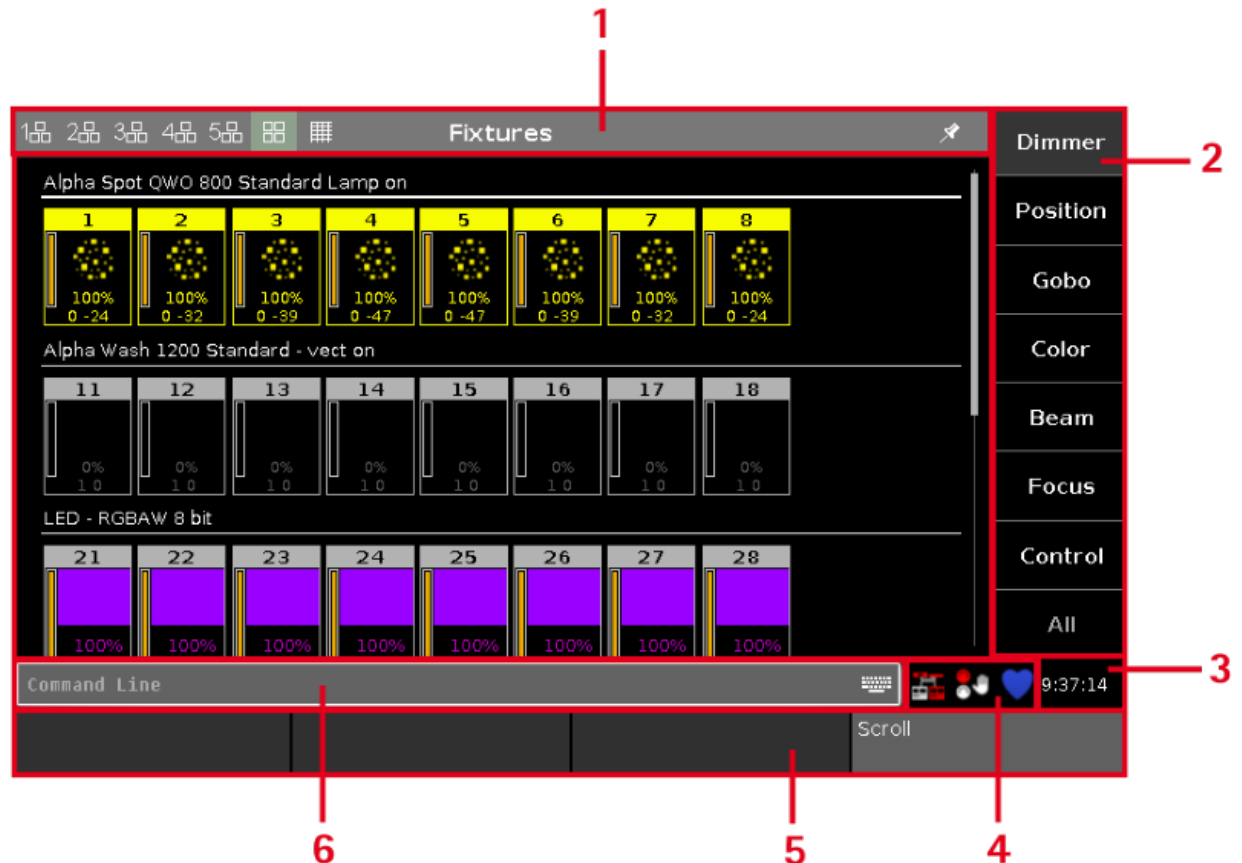 1
1 2 3 4 5 Fixtures
Dimmer
2
Alpha Spot QWO 800 Standard Lamp on
1 2 3 4 5 6 7 8
100% 100% 100% 100% 100% 100% 100% 100%
0 -24 0 -32 0 -39 0 -47 0 -47 0 -39 0 -32 0 -24
Position
Gobo
Alpha Wash 1200 Standard - vect on
Color
11 12 13 14 15 16 17 18
0% 0% 0% 0% 0% 0% 0% 0%
1 0 1 0 1 0 1 0 1 0 1 0 1 0 1 0
Beam
Focus
LED - RGBAW 8 bit
21 22 23 24 25 26 27 28
100% 100% 100% 100% 100% 100% 100% 100%
Control
All
3
Command Line
9:37:14
Scroll
6
5
4